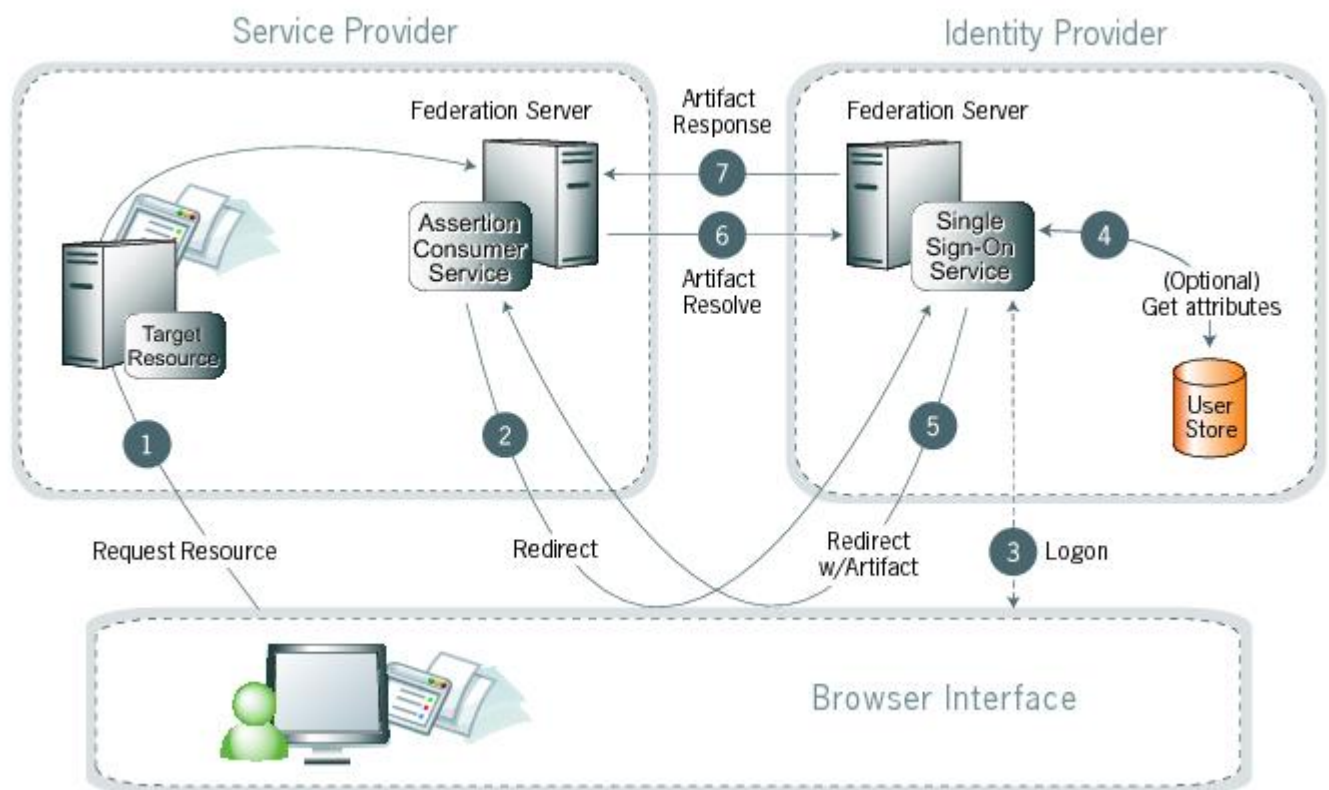 Service Provider
Identity Provider
Federation Server
Artifact
Response
Federation Server
7
Assertion
Consumer
Service
6
Artifact
Resolve
Single
Sign-On
Service
4
(Optional)
Get attributes
Target
Resource
User
Store
1
2
5
Request Resource
Redirect
Redirect
w/Artifact
3
Logon
Browser Interface